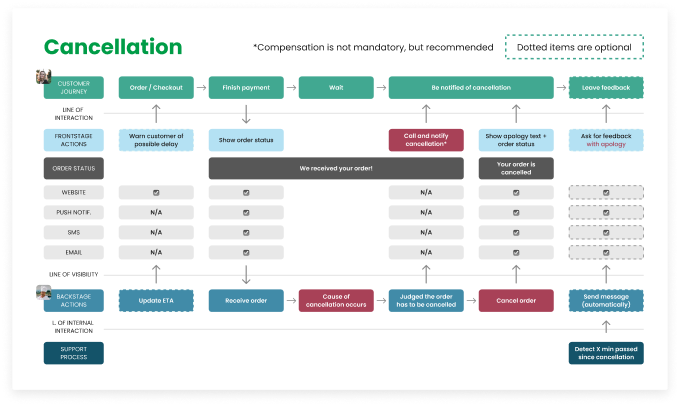 Cancellation
*Compensation is not mandatory, but recommended
Dotted items are optional
CUSTOMER
JOURNEY
Order / Checkout
Finish payment
Wait
Be notified of cancellation
Leave feedback
LINE OF
INTERACTION
FRONTSTAGE
ACTIONS
Warn customer of
possible delay
Show order status
Call and notify
cancellation*
Show apology text +
order status
Ask for feedback
with apology
ORDER STATUS
We received your order!
Your order is
cancelled
WEBSITE
N/A
PUSH NOTIF.
N/A
N/A
SMS
N/A
N/A
EMAIL
N/A
N/A
LINE OF VISIBILITY
BACKSTAGE
ACTIONS
Update ETA
Receive order
Cause of
cancellation occurs
Judged the order
has to be cancelled
Cancel order
Send message
(automatically)
L. OF INTERNAL
INTERACTION
SUPPORT
PROCESS
Detect X min passed
since cancellation